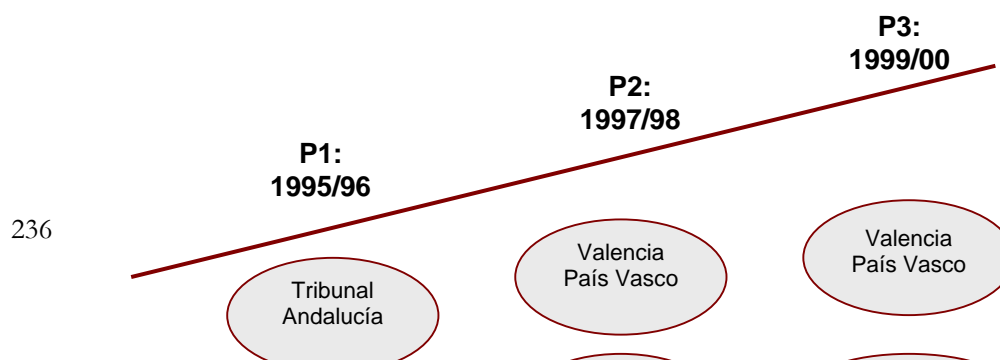 P3:
1999/00
P2:
1997/98
P1:
1995/96
236
Valencia
País Vasco
Valencia
País Vasco
Tribunal
Andalucía